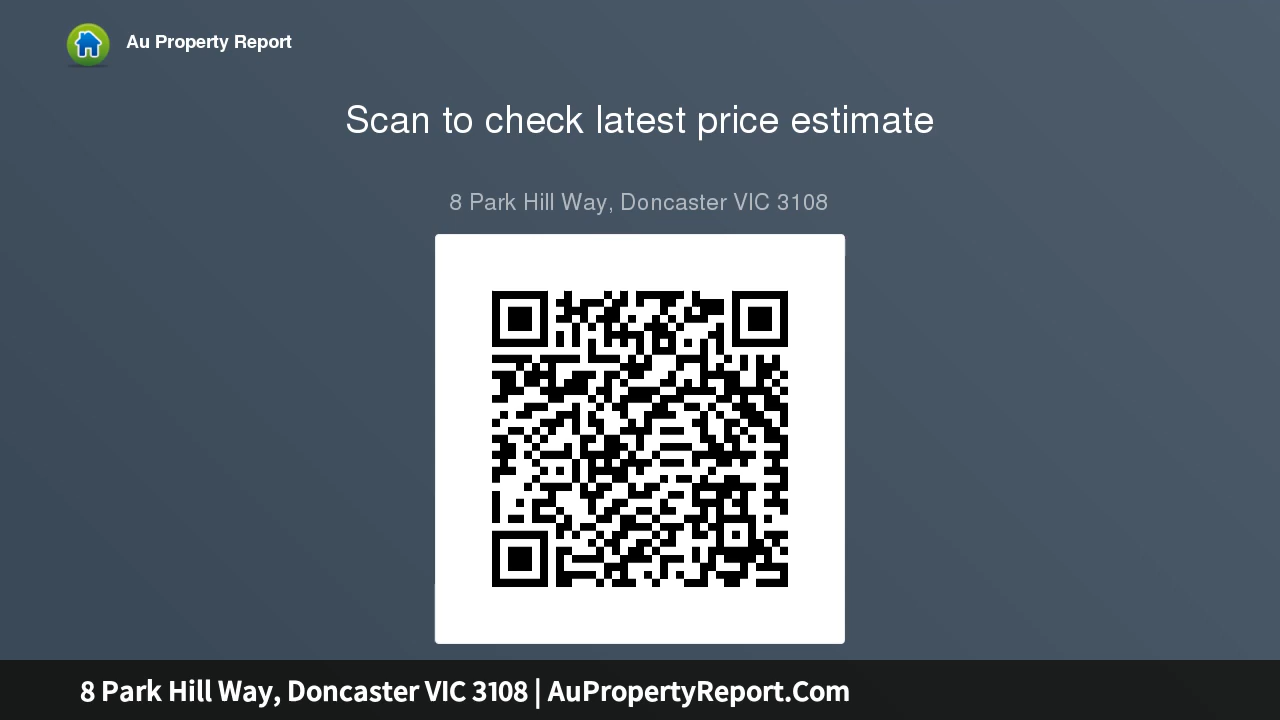 Au Property Report
Scan to check latest price estimate
8 Park Hill Way, Doncaster VIC 3108
8 Park Hill Way, Doncaster VIC 3108 | AuPropertyReport.Com